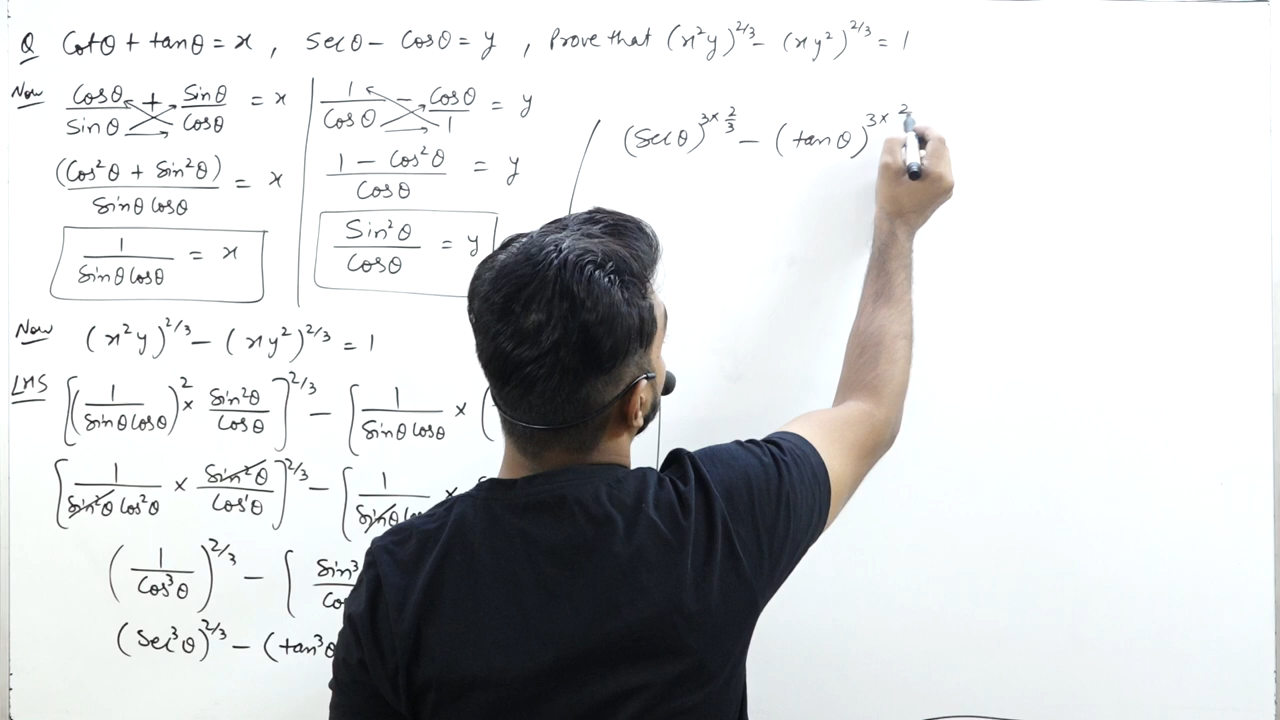 Q Cotθ + tanθ = x , Secθ − Cosθ = y , Prove that (x²y)^2/3 − (xy²)^2/3 = 1
Now Cosθ/Sinθ + Sinθ/Cosθ = x
(Cos²θ + Sin²θ)/Sinθ Cosθ = x
1/Sinθ Cosθ = x
1/Cosθ − Cosθ/1 = y
1 − Cos²θ/Cosθ = y
Sin²θ/Cosθ = y
Now (x²y)^2/3 − (xy²)^2/3 = 1
LHS [(1/Sinθ Cosθ)² × Sin²θ/Cosθ]^2/3 − [1/Sinθ Cosθ × (
[1/Sin²θ Cos²θ × Sin²θ/Cos¹θ]^2/3 − [1/Sinθ ×
(1/Cos³θ)^2/3 − [Sin³
(Sec³θ)^2/3 − (tan³θ
(Secθ)^3×2/3 − (tanθ)^3×2